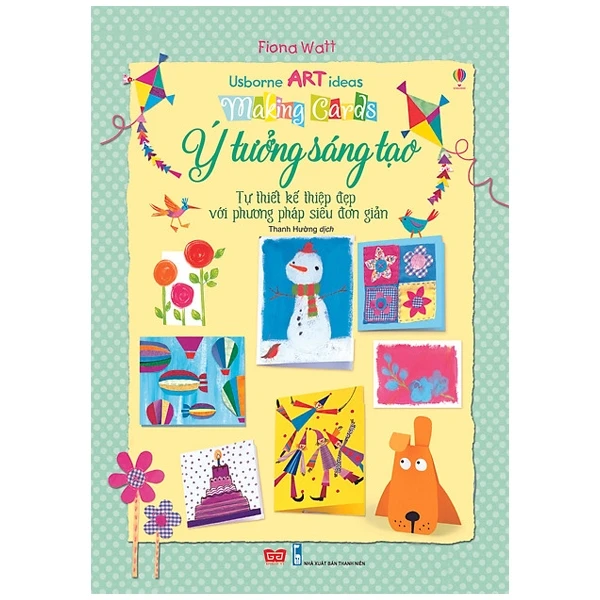 Fiona Watt
Usborne ART ideas
Making Cards
Ý tưởng sáng tạo
Tự thiết kế thiệp đẹp
với phương pháp siêu đơn giản
Thanh Hường dịch
NHÀ XUẤT BẢN THANH NIÊN